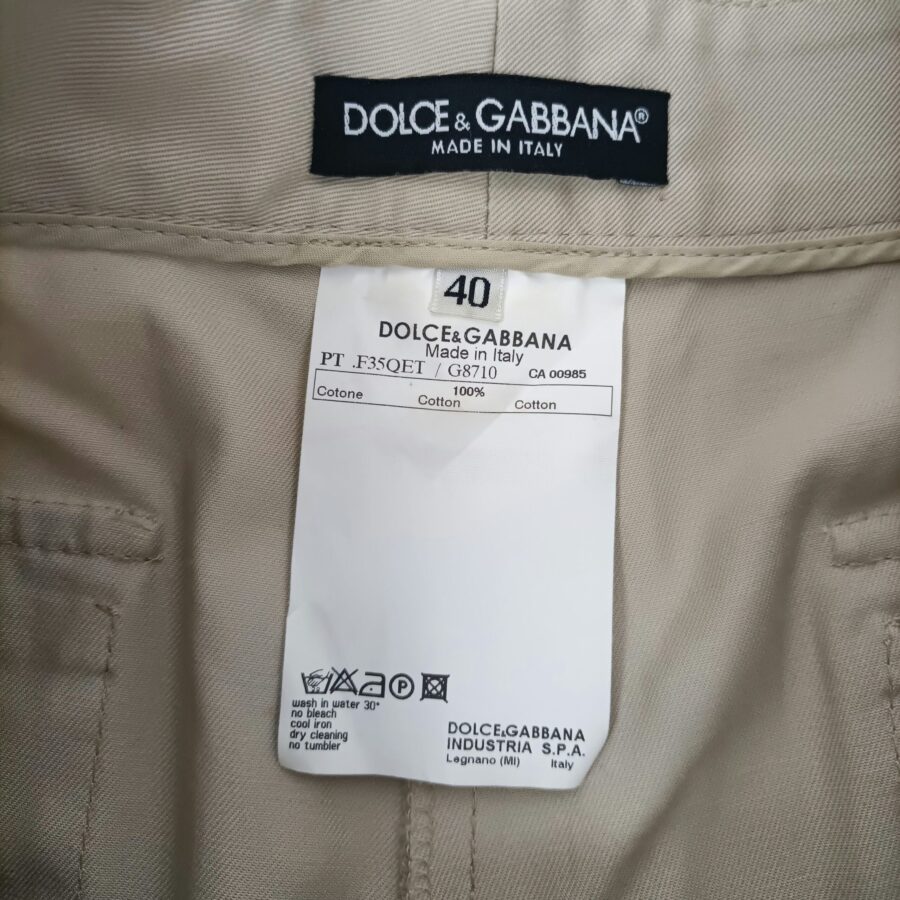 DOLCE & GABBANA®
MADE IN ITALY
40
DOLCE&GABBANA
Made in Italy
PT .F35QET / G8710 CA 00985
100%
Cotone Cotton Cotton
wash in water 30°
no bleach
cool iron
dry cleaning
no tumbler
P
DOLCE&GABBANA
INDUSTRIA S.P.A.
Legnano (MI) Italy